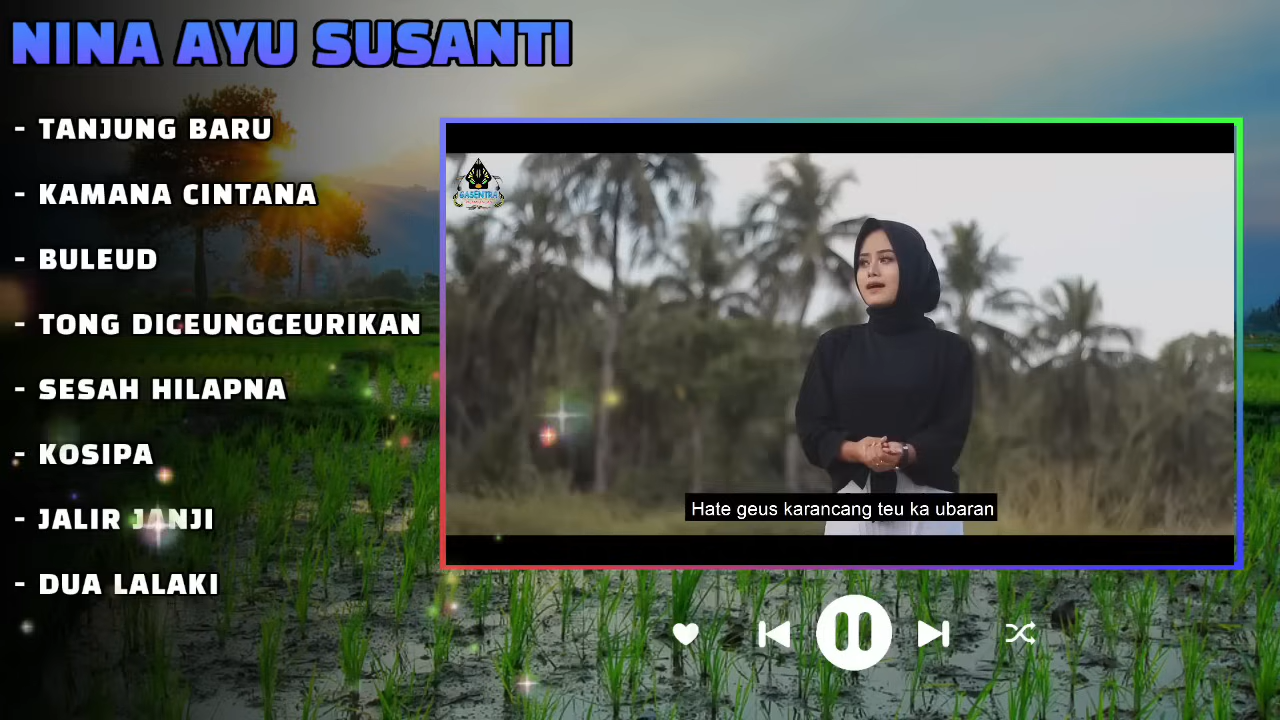 NINA AYU SUSANTI
- TANJUNG BARU
- KAMANA CINTANA
- BULEUD
- TONG DICEUNGCEURIKAN
- SESAH HILAPNA
- KOSIPA
- JALIR JANJI
- DUA LALAKI
GASENTRA
Hate geus karancang teu ka ubaran